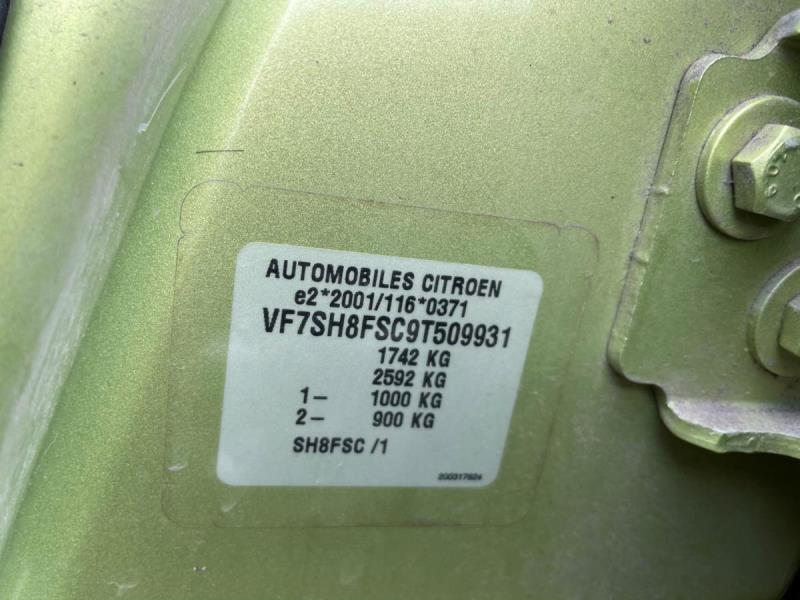 AUTOMOBILES CITROEN
e2*2001/116*0371
VF7SH8FSC9T509931
1742 KG
2592 KG
1- 1000 KG
2- 900 KG
SH8FSC /1